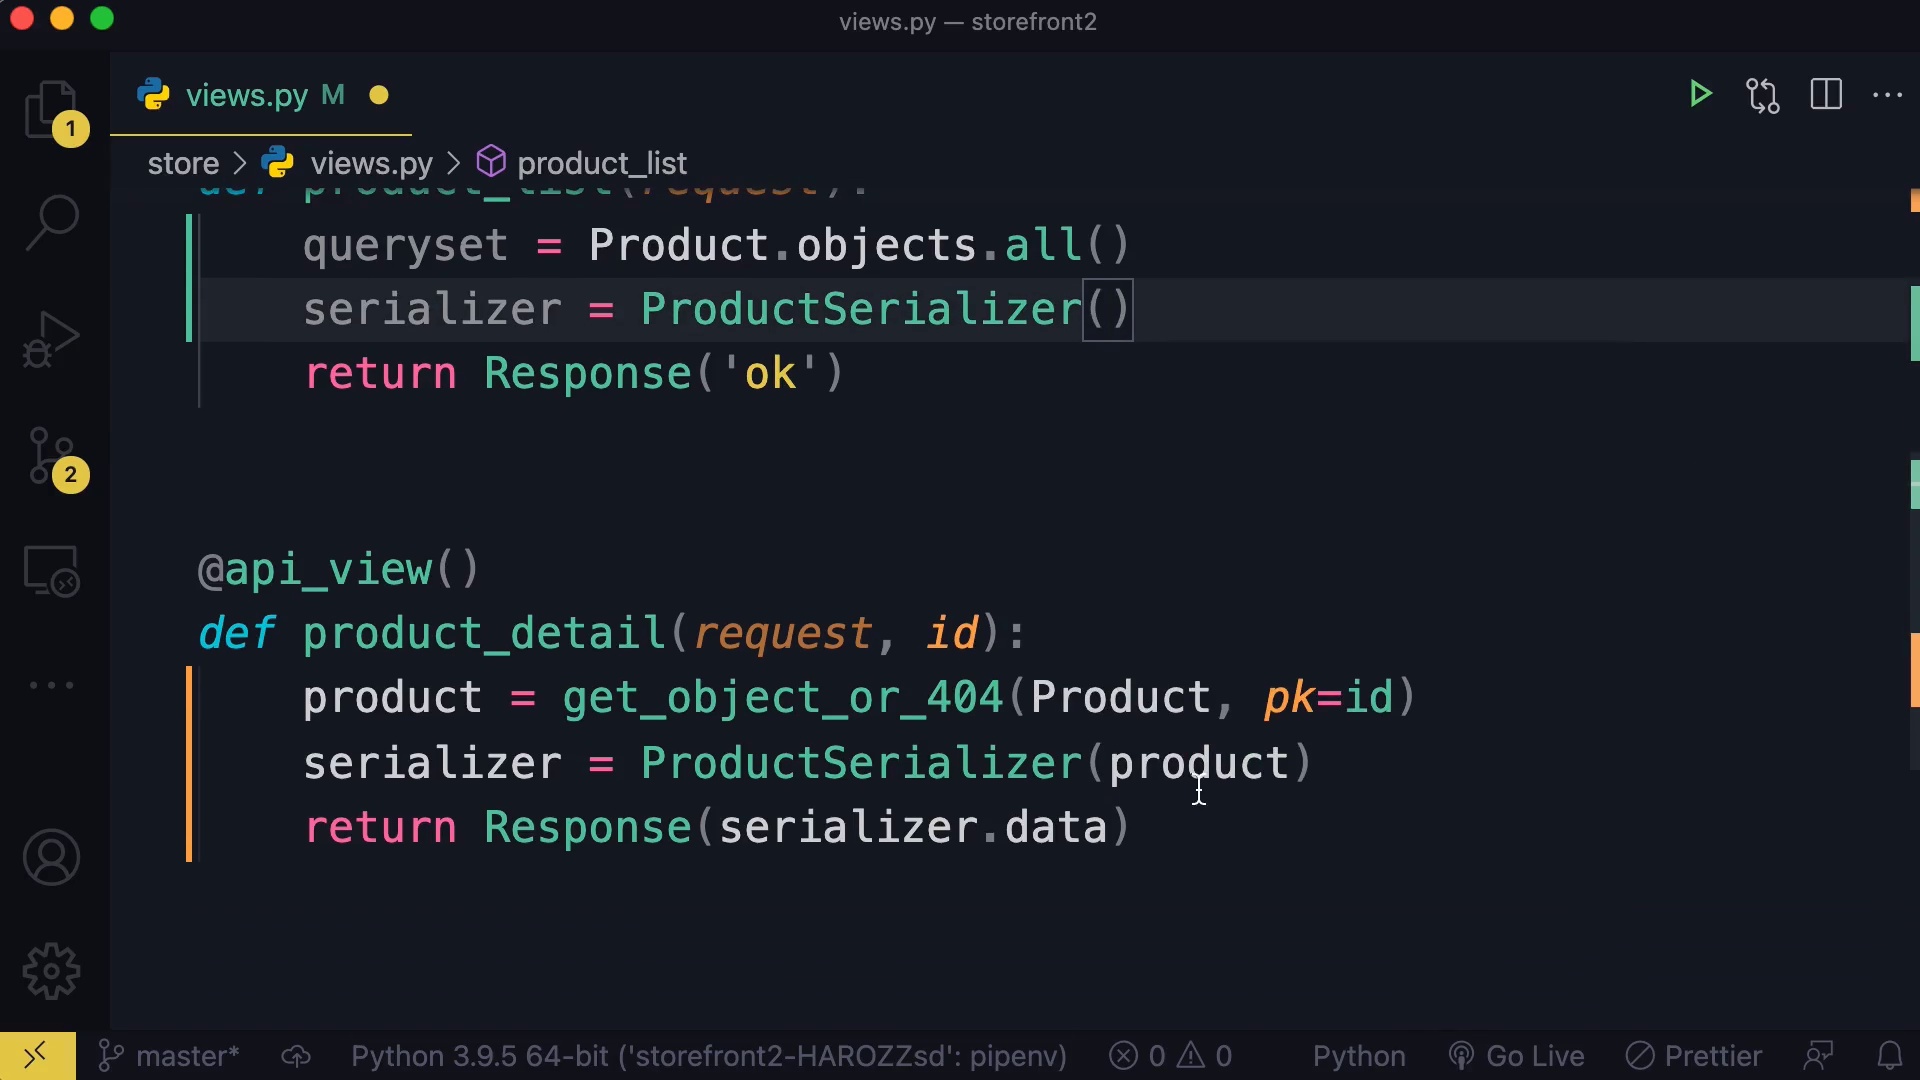 views.py — storefront2
views.py M
store > views.py > product_list
def product_list(request):
queryset = Product.objects.all()
serializer = ProductSerializer()
return Response('ok')
@api_view()
def product_detail(request, id):
product = get_object_or_404(Product, pk=id)
serializer = ProductSerializer(product)
return Response(serializer.data)
1
2
master* Python 3.9.5 64-bit ('storefront2-HAROZZsd': pipenv) 0 0 Python Go Live Prettier